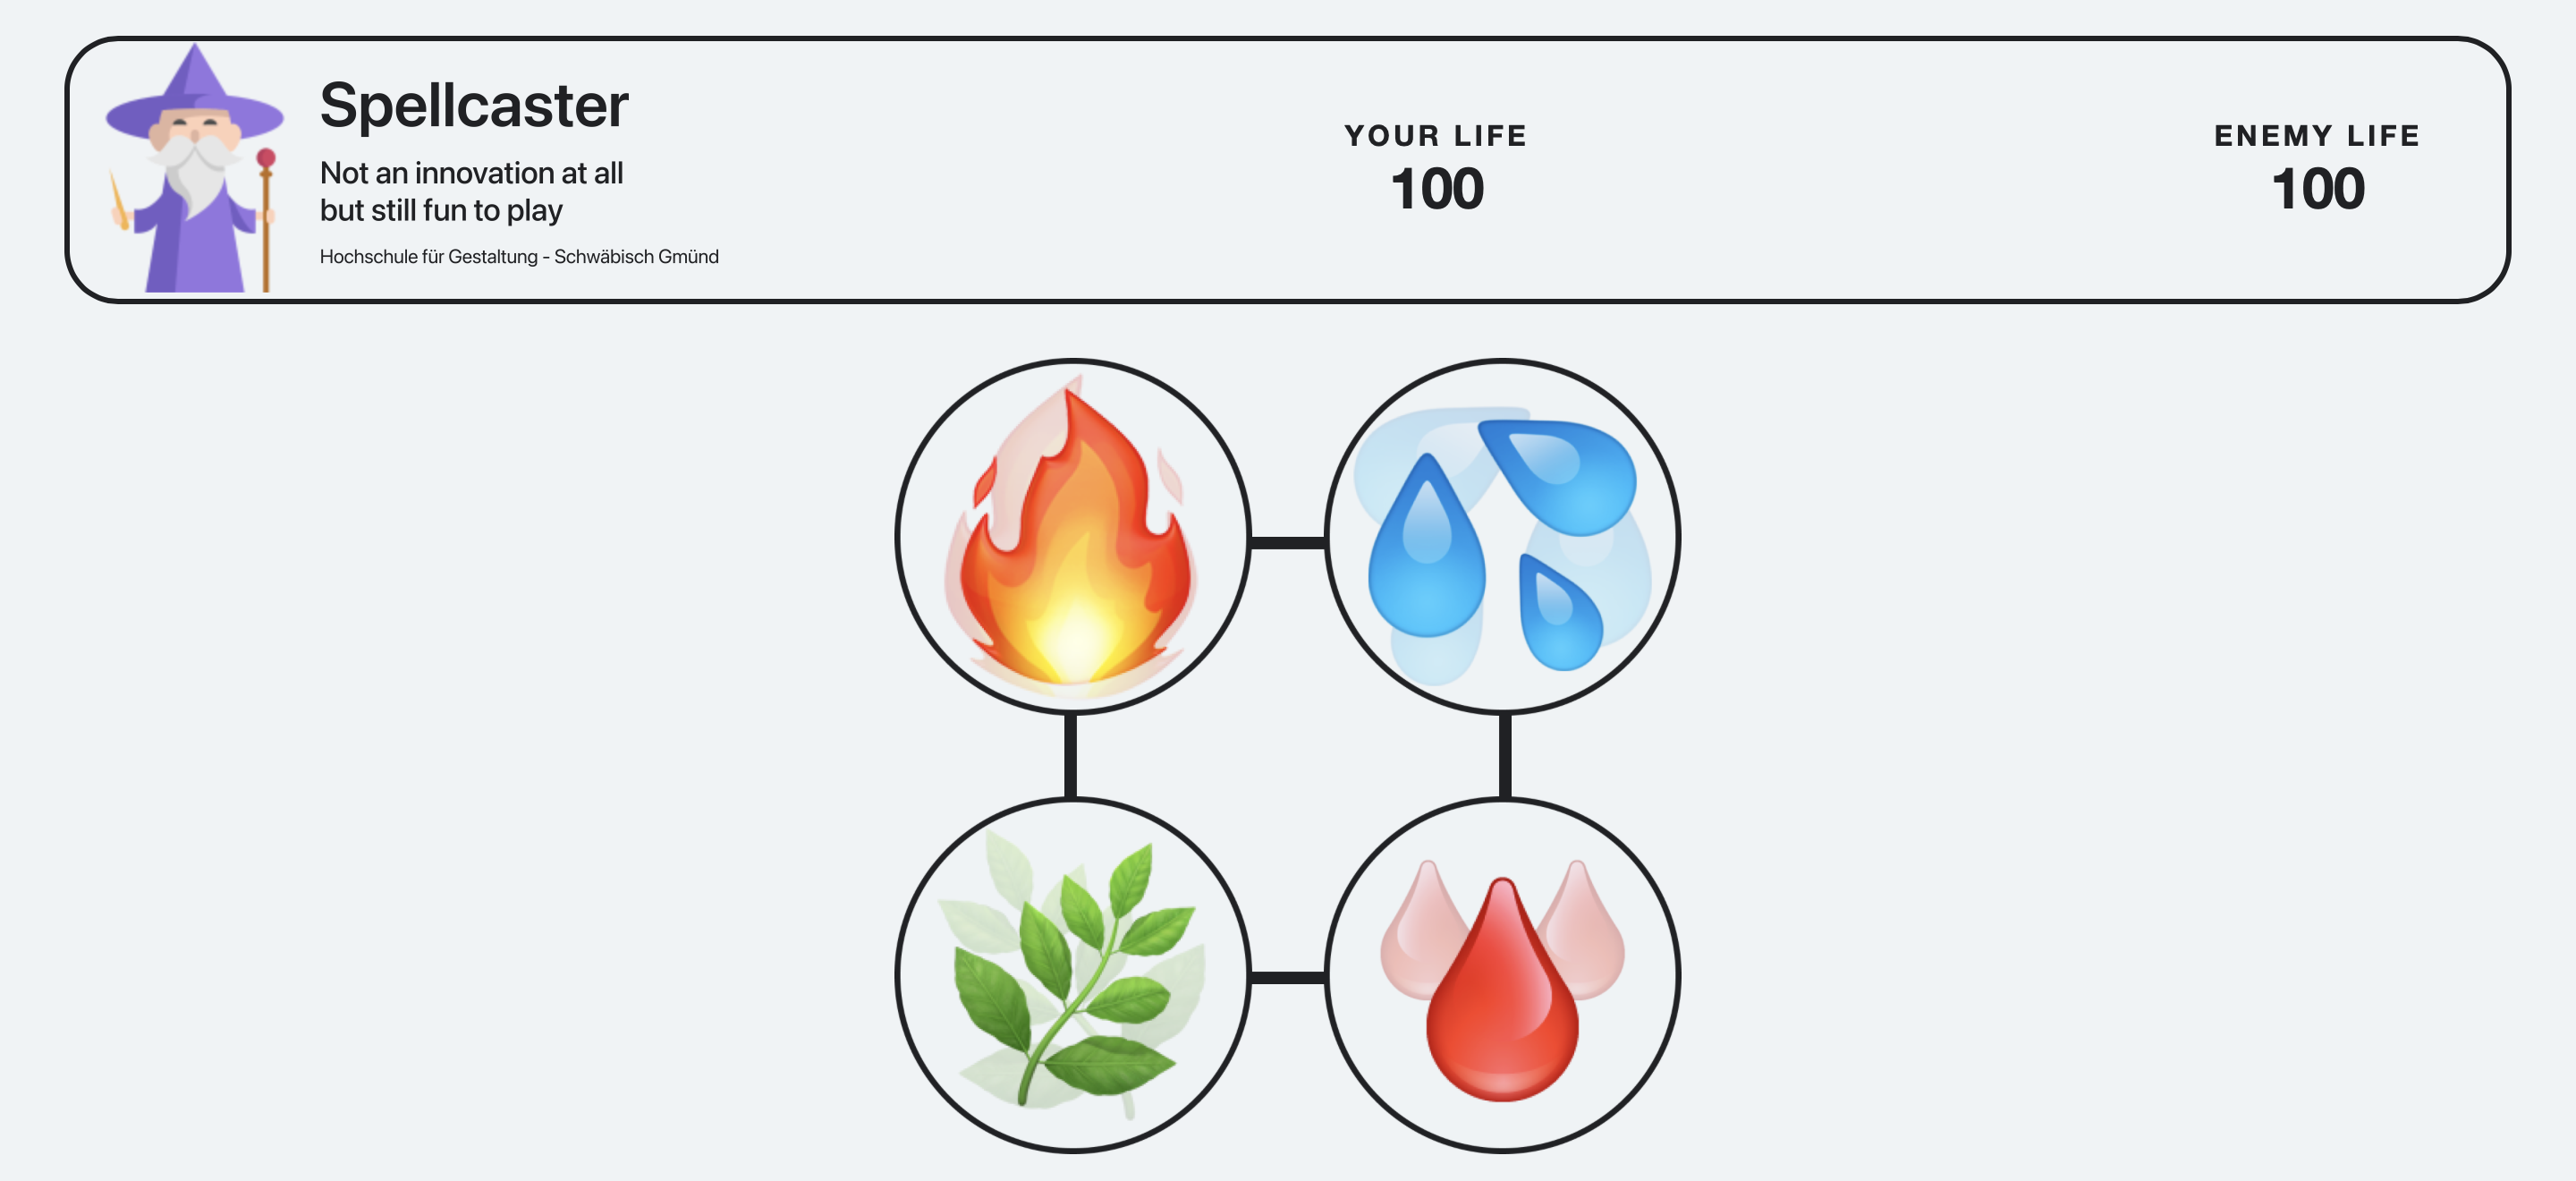 Spellcaster
Not an innovation at all
but still fun to play
Hochschule für Gestaltung - Schwäbisch Gmünd
YOUR LIFE
100
ENEMY LIFE
100